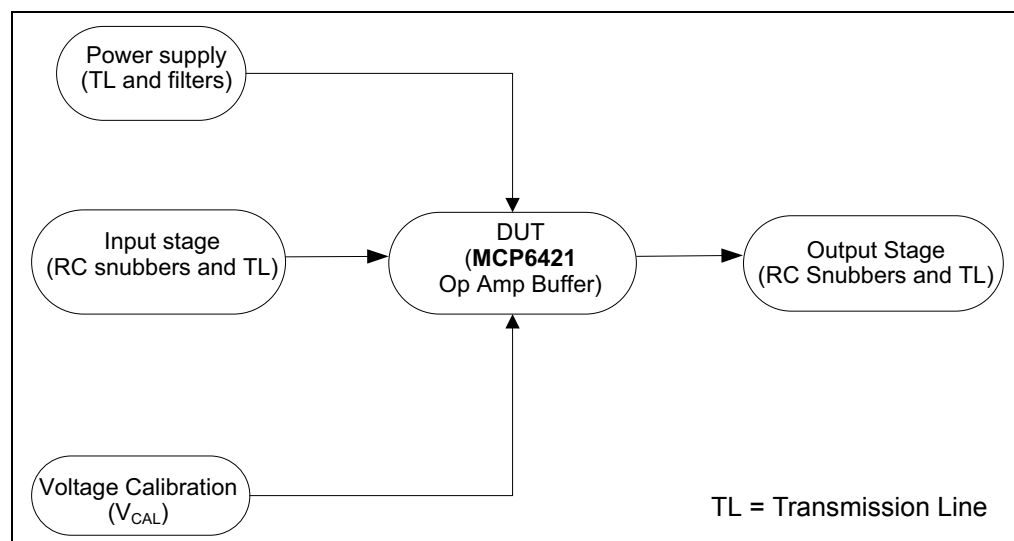 Power supply
(TL and filters)
Input stage
(RC snubbers and TL)
DUT
(MCP6421
Op Amp Buffer)
Output Stage
(RC Snubbers and TL)
Voltage Calibration
(VCAL)
TL = Transmission Line